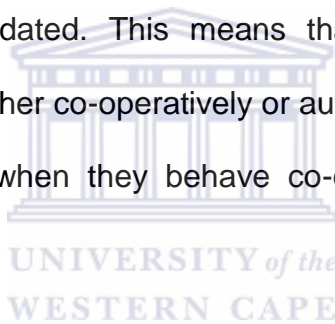 dated. This means tha
her co-operatively or au
when they behave co-
UNIVERSITY of the
WESTERN CAPE